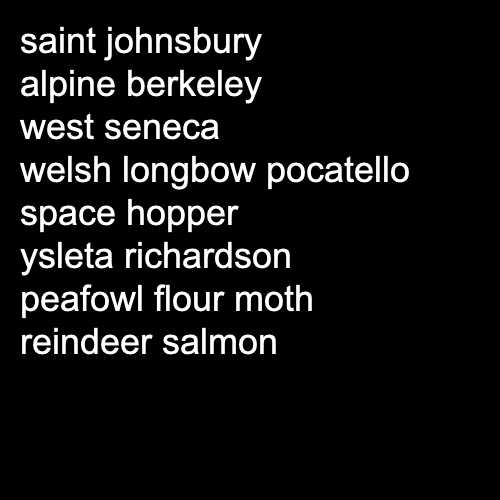 saint johnsbury
alpine berkeley
west seneca
welsh longbow pocatello
space hopper
ysleta richardson
peafowl flour moth
reindeer salmon